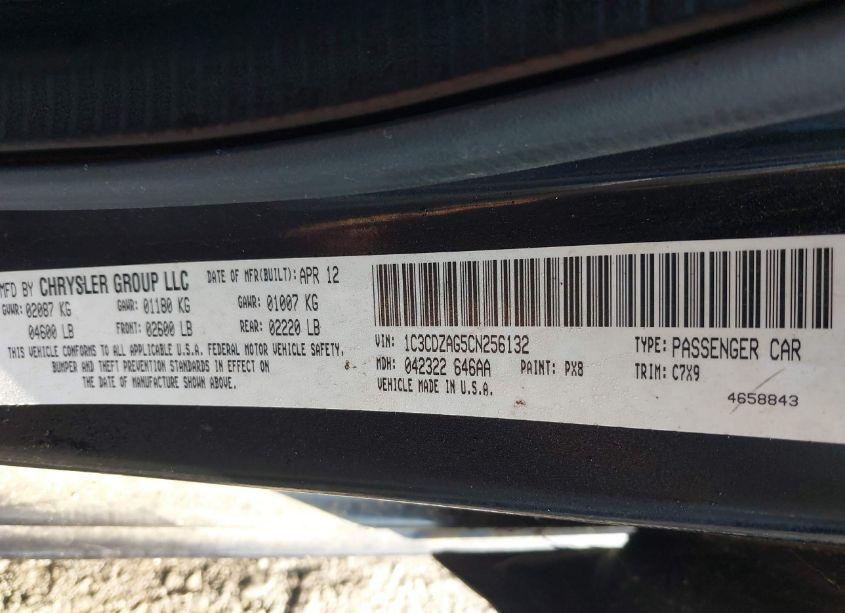 MFD BY CHRYSLER GROUP LLC DATE OF MFR(BUILT): APR 12
GVWR: 02087 KG GAWR: 01180 KG GAWR: 01007 KG
04600 LB FRONT: 02600 LB REAR: 02220 LB
THIS VEHICLE CONFORMS TO ALL APPLICABLE U.S.A. FEDERAL MOTOR VEHICLE SAFETY,
BUMPER AND THEFT PREVENTION STANDARDS IN EFFECT ON
THE DATE OF MANUFACTURE SHOWN ABOVE.
VIN: 1C3CDZAG5CN256132 TYPE: PASSENGER CAR
MDH: 042322 646AA PAINT: PX8 TRIM: C7X9
VEHICLE MADE IN U.S.A.
4658843